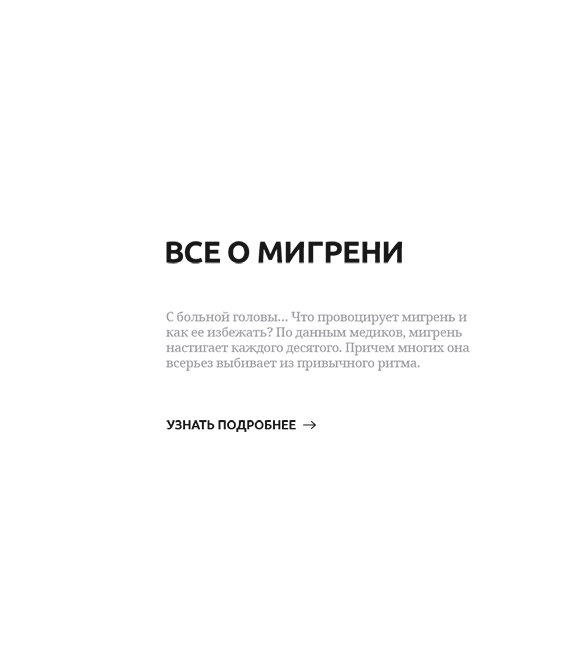 ВСЕ О МИГРЕНИ
С больной головы... Что провоцирует мигрень и
как ее избежать? По данным медиков, мигрень
настигает каждого десятого. Причем многих она
всерьез выбивает из привычного ритма.
УЗНАТЬ ПОДРОБНЕЕ →